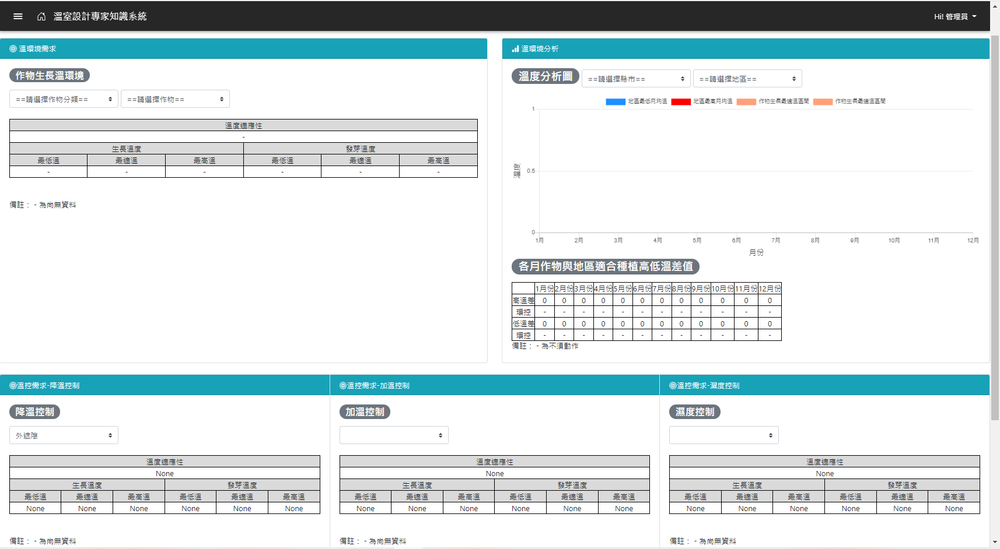 溫室設計專家知識系統
Hi! 管理員
溫環境需求
作物生長溫環境
==請選擇作物分類== ==請選擇作物==
溫度適應性
-
生長溫度 發芽溫度
最低溫 最適溫 最高溫 最低溫 最適溫 最高溫
- - - - - -
備註： - 為尚無資料
溫環境分析
溫度分析圖 ==請選擇縣市== ==請選擇地區==
地區最低月均溫 地區最高月均溫 作物生長最適溫區間 作物生長最適溫區間
1
0.5
0
溫度
1月 2月 3月 4月 5月 6月 7月 8月 9月 10月 11月 12月
月份
各月作物與地區適合種植高低溫差值
1月份 2月份 3月份 4月份 5月份 6月份 7月份 8月份 9月份 10月份 11月份 12月份
高溫差 0 0 0 0 0 0 0 0 0 0 0 0
環控 - - - - - - - - - - - -
低溫差 0 0 0 0 0 0 0 0 0 0 0 0
環控 - - - - - - - - - - - -
備註： - 為不須動作
溫控需求-降溫控制
降溫控制
外遮陰
溫度適應性
None
生長溫度 發芽溫度
最低溫 最適溫 最高溫 最低溫 最適溫 最高溫
None None None None None None
備註： - 為尚無資料
溫控需求-加溫控制
加溫控制
溫度適應性
None
生長溫度 發芽溫度
最低溫 最適溫 最高溫 最低溫 最適溫 最高溫
None None None None None None
備註： - 為尚無資料
溫控需求-濕度控制
濕度控制
溫度適應性
None
生長溫度 發芽溫度
最低溫 最適溫 最高溫 最低溫 最適溫 最高溫
None None None None None None
備註： - 為尚無資料